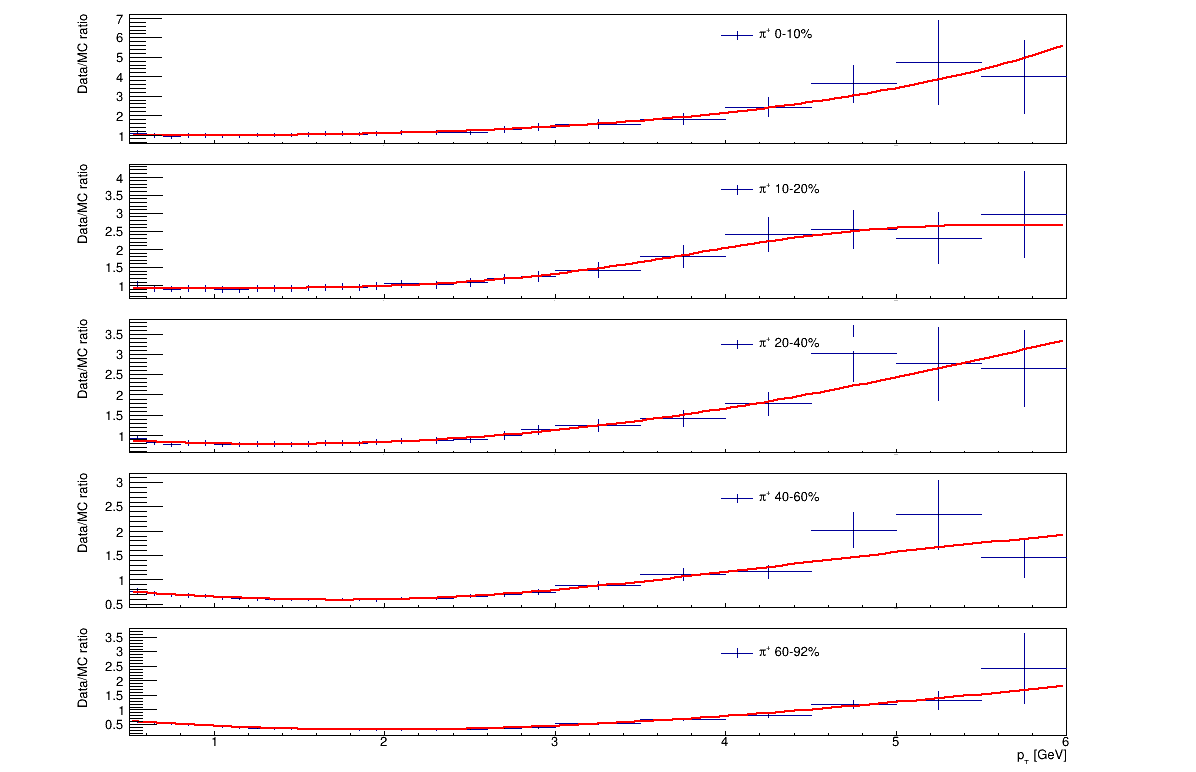 Data/MC ratio
7
6
5
4
3
2
1
π⁺ 0-10%
Data/MC ratio
4
3.5
3
2.5
2
1.5
1
π⁺ 10-20%
Data/MC ratio
3.5
3
2.5
2
1.5
1
π⁺ 20-40%
Data/MC ratio
3
2.5
2
1.5
1
0.5
π⁺ 40-60%
Data/MC ratio
3.5
3
2.5
2
1.5
1
0.5
π⁺ 60-92%
1 2 3 4 5 6
p_T [GeV]